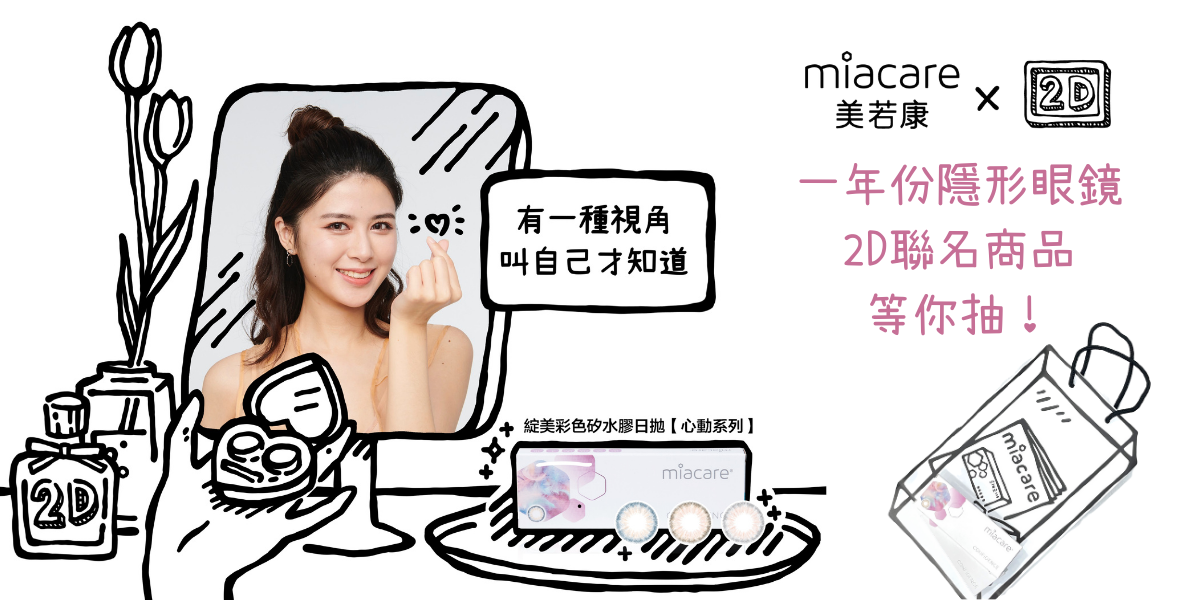 miacare
美若康
×
2D
一年份隱形眼鏡
2D聯名商品
等你抽！
有一種視角
叫自己才知道
綻美彩色矽水膠日拋【心動系列】
miacare®
2D
miacare
miacare®